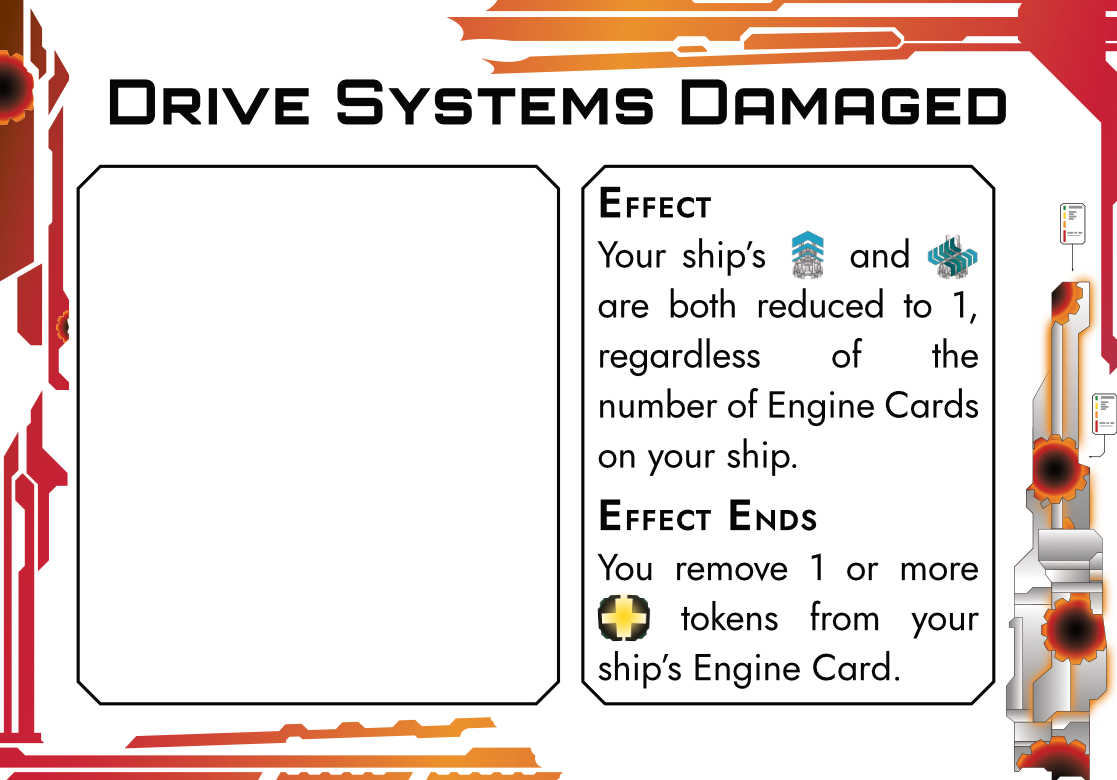 Drive Systems Damaged
Effect
Your ship's and
are both reduced to 1,
regardless of the
number of Engine Cards
on your ship.
Effect Ends
You remove 1 or more
tokens from your
ship's Engine Card.